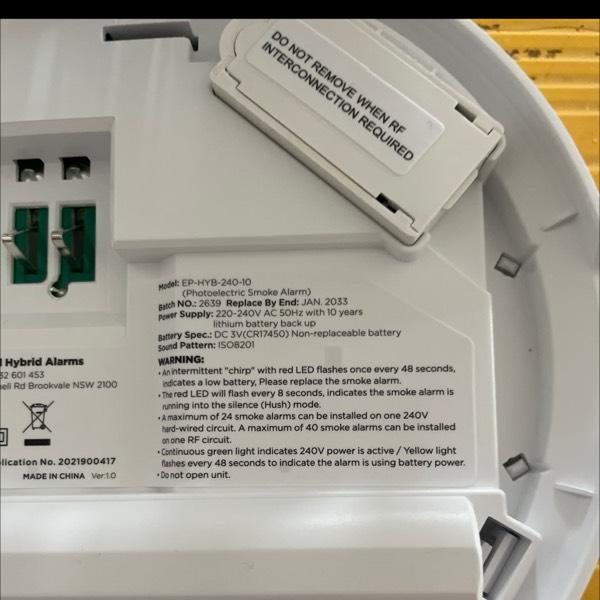 DO NOT REMOVE WHEN RF
INTERCONNECTION REQUIRED
Model: EP-HYB-240-10
(Photoelectric Smoke Alarm)
Batch NO.: 2639 Replace By End: JAN. 2033
Power Supply: 220-240V AC 50Hz with 10 years
lithium battery back up
Battery Spec.: DC 3V(CR17450) Non-replaceable battery
Sound Pattern: ISO8201
WARNING:
• An intermittent "chirp" with red LED flashes once every 48 seconds,
indicates a low battery, Please replace the smoke alarm.
• The red LED will flash every 8 seconds, indicates the smoke alarm is
running into the silence (Hush) mode.
• A maximum of 24 smoke alarms can be installed on one 240V
hard-wired circuit. A maximum of 40 smoke alarms can be installed
on one RF circuit.
• Continuous green light indicates 240V power is active / Yellow light
flashes every 48 seconds to indicate the alarm is using battery power.
• Do not open unit.
Hybrid Alarms
32 601 453
ell Rd Brookvale NSW 2100
lication No. 2021900417
MADE IN CHINA Ver:1.0